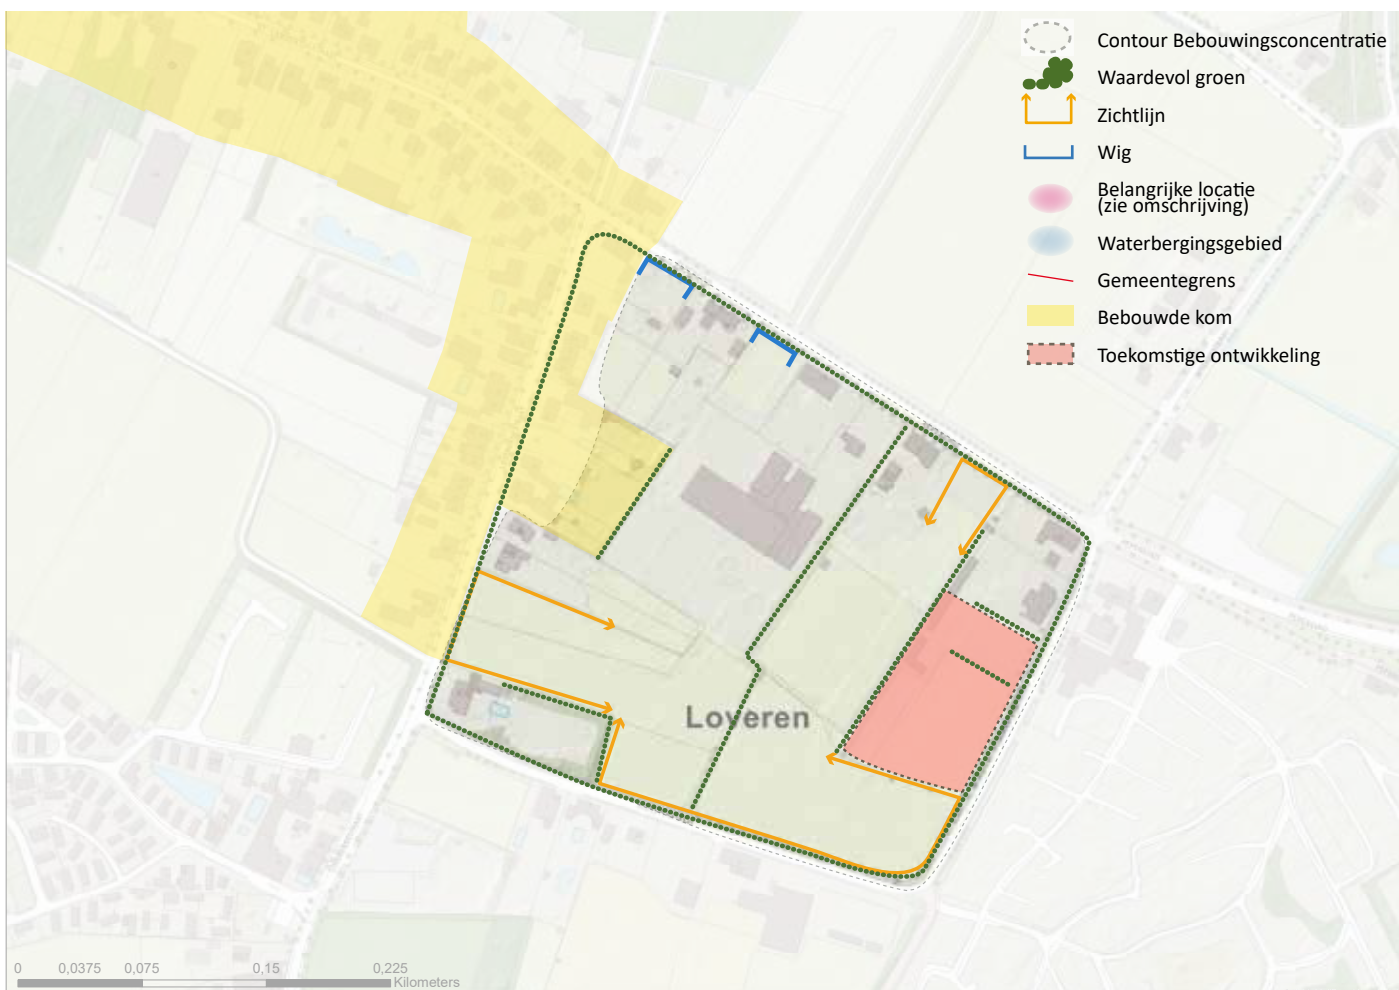 Contour Bebouwingsconcentratie
Waardevol groen
Zichtlijn
Wig
Belangrijke locatie
(zie omschrijving)
Waterbergingsgebied
Gemeentegrens
Bebouwde kom
Toekomstige ontwikkeling
Loveren
0 0,0375 0,075 0,15 0,225
Kilometers